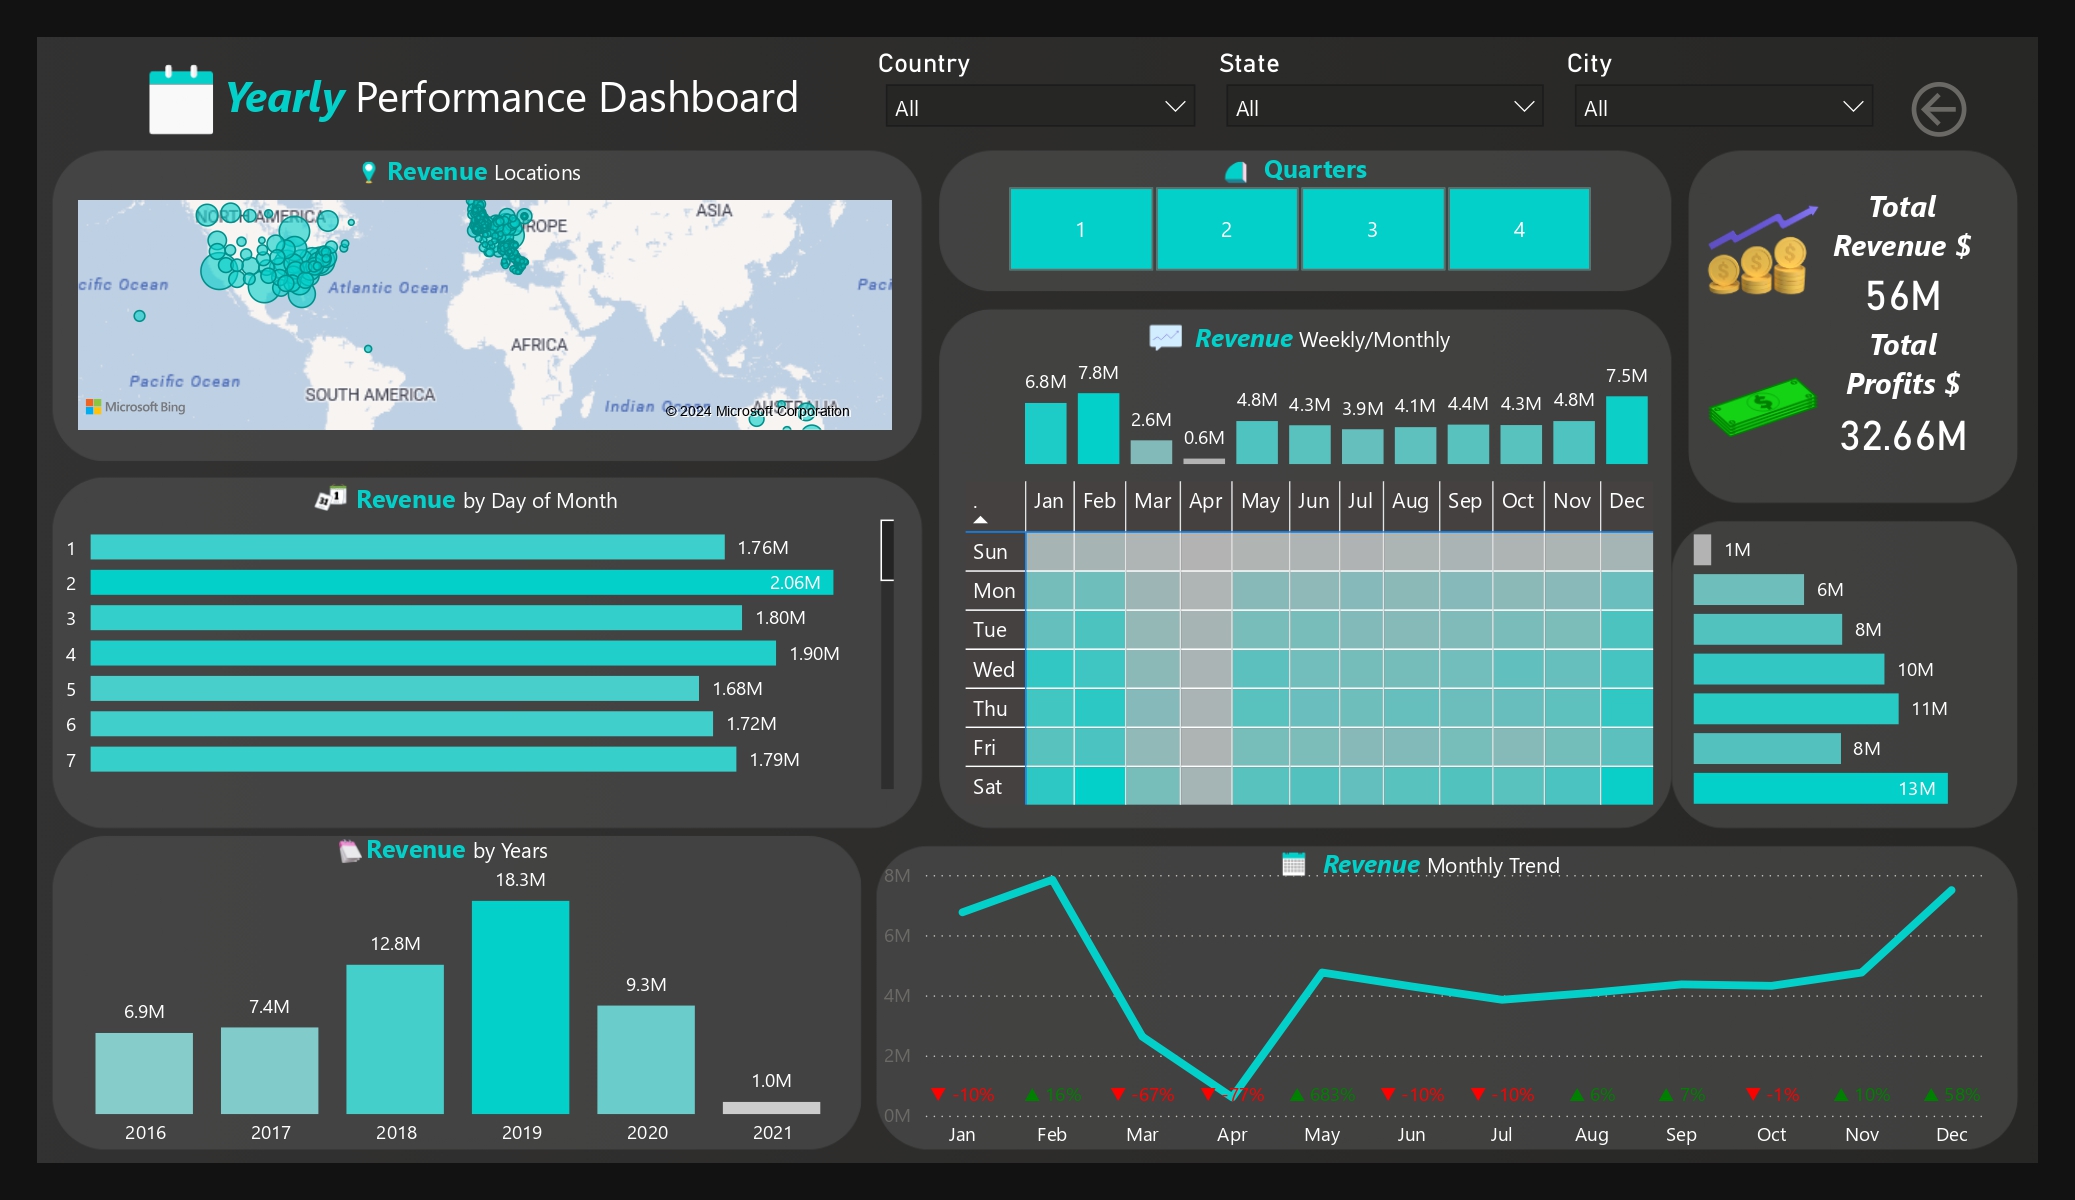 Yearly Performance Dashboard
Country
State
City
All
All
All
Revenue Locations
NORTH AMERICA
ASIA
ROPE
cific Ocean
Atlantic Ocean
Paci
AFRICA
Pacific Ocean
SOUTH AMERICA
Indian Ocean
AUSTRALIA
Microsoft Bing
© 2024 Microsoft Corporation
Quarters
1 2 3 4
Total
Revenue $
56M
Total
Profits $
32.66M
Revenue Weekly/Monthly
6.8M 7.8M 2.6M 0.6M 4.8M 4.3M 3.9M 4.1M 4.4M 4.3M 4.8M 7.5M
. Jan Feb Mar Apr May Jun Jul Aug Sep Oct Nov Dec
Sun
Mon
Tue
Wed
Thu
Fri
Sat
1M
6M
8M
10M
11M
8M
13M
Revenue by Day of Month
1 1.76M
2 2.06M
3 1.80M
4 1.90M
5 1.68M
6 1.72M
7 1.79M
Revenue by Years
6.9M 7.4M 12.8M 18.3M 9.3M 1.0M
2016 2017 2018 2019 2020 2021
Revenue Monthly Trend
8M
6M
4M
2M
0M
▼ -10% ▲ 16% ▼ -67% ▼ -77% ▲ 683% ▼ -10% ▼ -10% ▲ 6% ▲ 7% ▼ -1% ▲ 10% ▲ 58%
Jan Feb Mar Apr May Jun Jul Aug Sep Oct Nov Dec